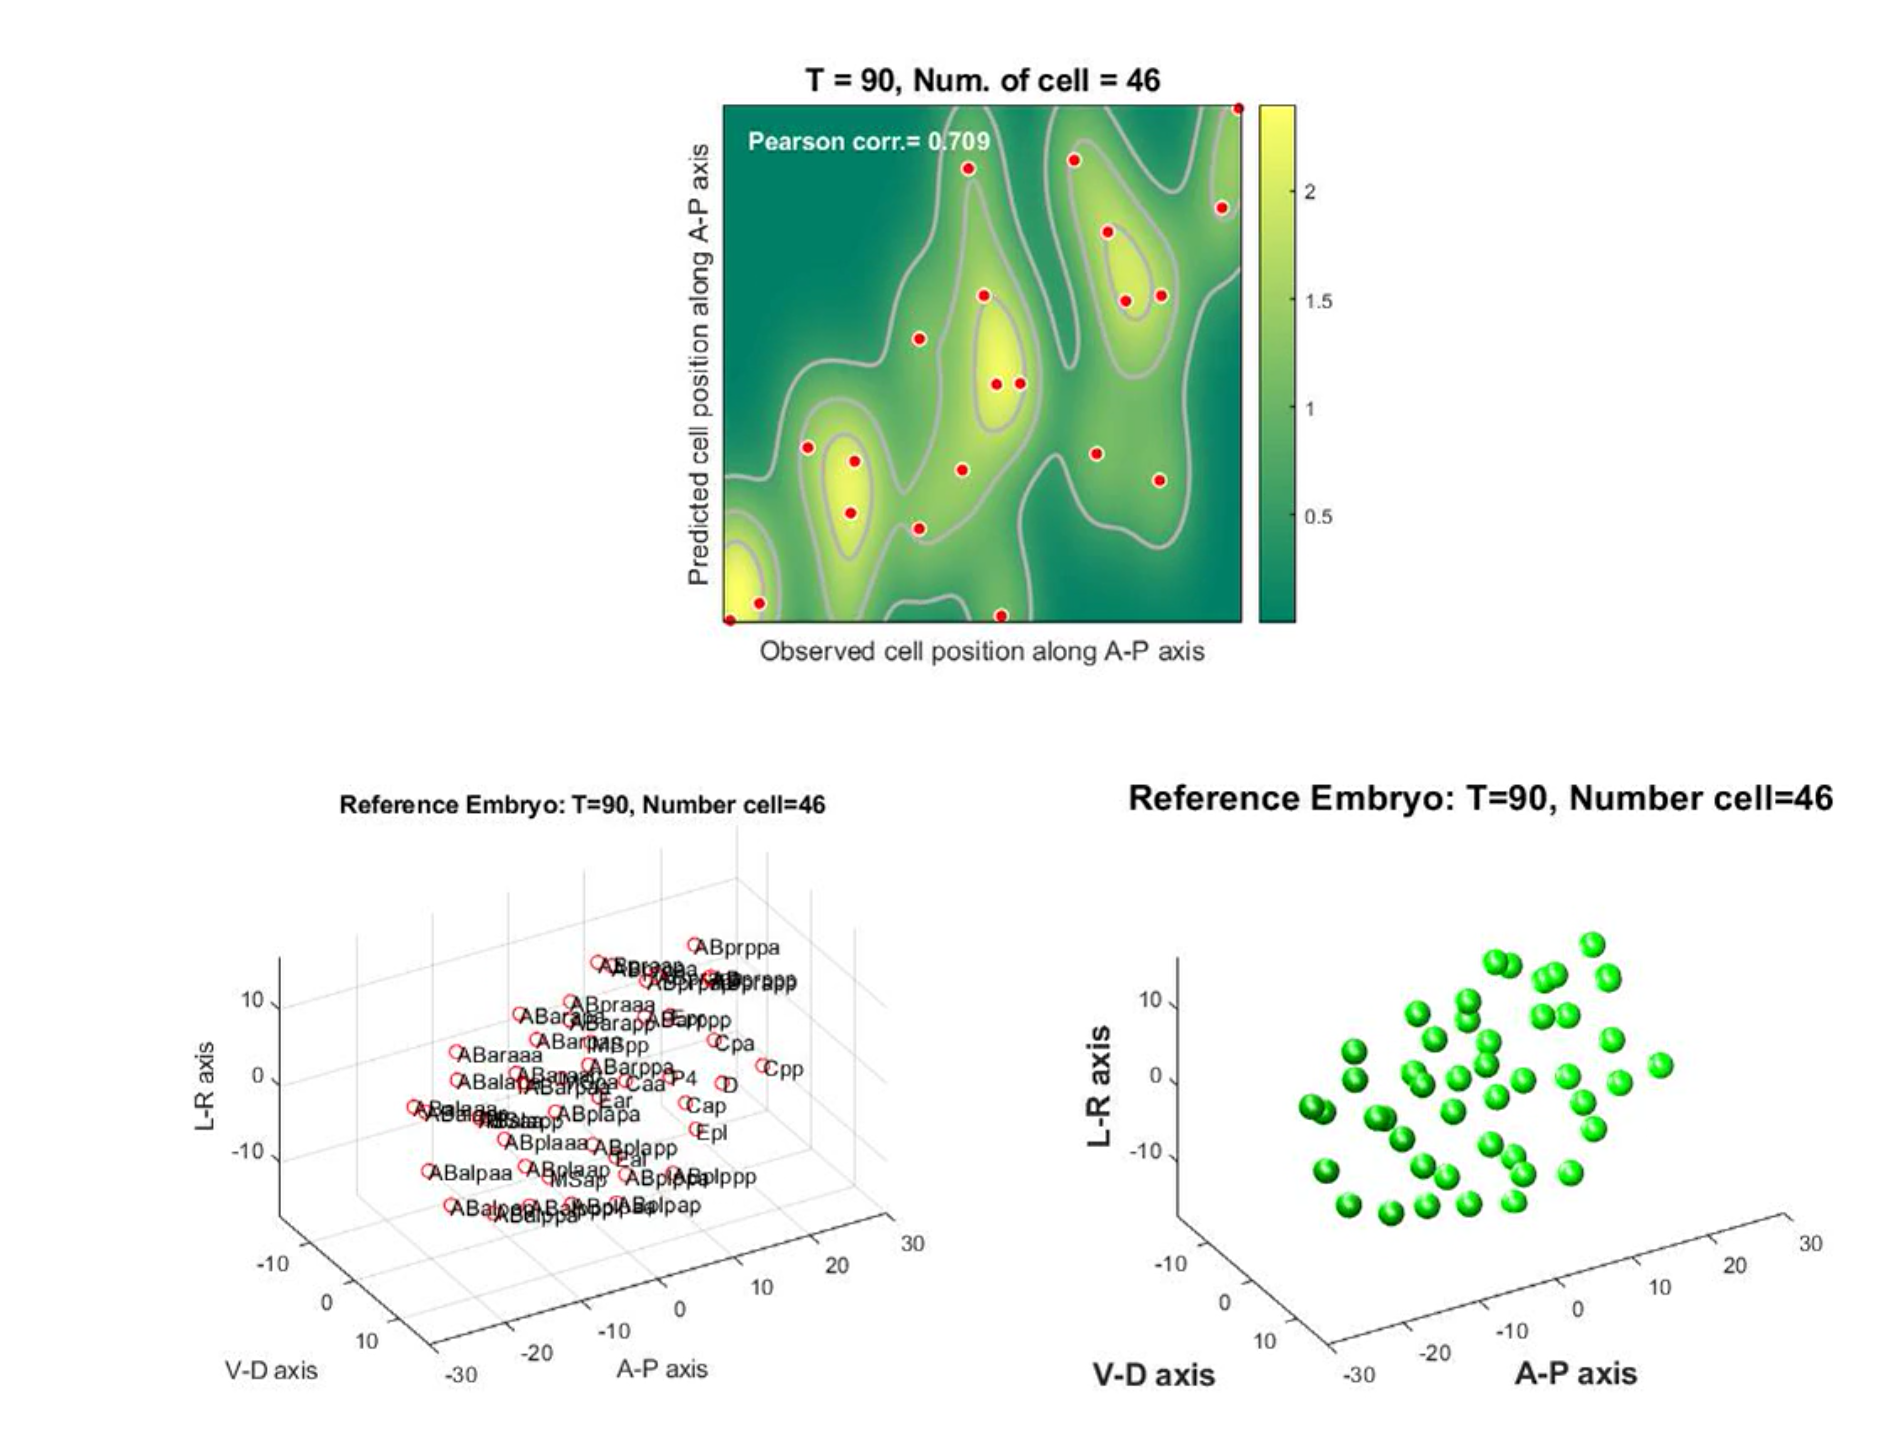 T = 90, Num. of cell = 46
Pearson corr.= 0.709
Predicted cell position along A-P axis
2
1.5
1
0.5
Observed cell position along A-P axis
Reference Embryo: T=90, Number cell=46
ABprppa
ABpraaa
ABarapp
Cpa
ABaraaa
ABarppa
Cpp
P4
D
Caa
Ear
Cap
ABplapa
Epl
ABplaaa
ABplapp
Eal
ABalpaa
ABplaap
MSap
ABplppp
ABplpap
ABalppa
10
0
-10
L-R axis
-10
0
10
V-D axis
-30
-20
-10
0
10
20
30
A-P axis
Reference Embryo: T=90, Number cell=46
10
0
-10
L-R axis
-10
0
10
V-D axis
-30
-20
-10
0
10
20
30
A-P axis